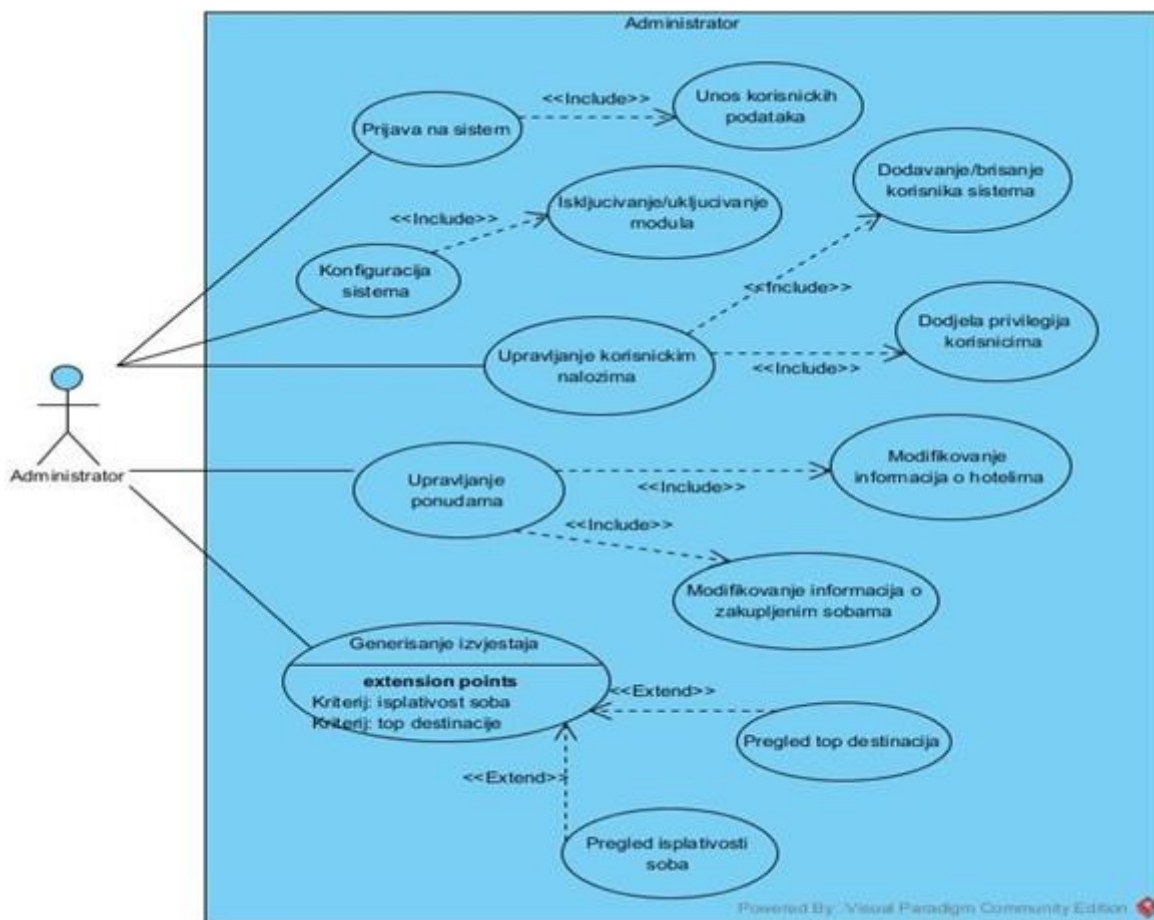 Administrator
<<Include>>
Unos korisnickih
podataka
Prijava na sistem
Dodavanje/brisanje
korisnika sistema
<<Include>>
Iskljucivanje/ukljucivanje
modula
Konfiguracija
sistema
<<Include>>
Dodjela privilegija
korisnicima
Upravljanje korisnickim
nalozima
<<Include>>
Administrator
Upravljanje
ponudama
Modifikovanje
informacija o hotelima
<<Include>>
<<Include>>
Modifikovanje informacija o
zakupljenim sobama
Generisanje izvjestaja
extension points
Kriterij: isplativost soba
Kriterij: top destinacije
<<Extend>>
Pregled top destinacija
<<Extend>>
Pregled isplativosti
soba
Powered By: Visual Paradigm Community Edition